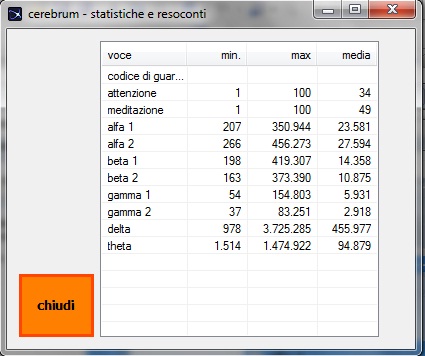 cerebrum - statistiche e resoconti
voce min. max media
codice di guar...
attenzione 1 100 34
meditazione 1 100 49
alfa 1 207 350.944 23.581
alfa 2 266 456.273 27.594
beta 1 198 419.307 14.358
beta 2 163 373.390 10.875
gamma 1 54 154.803 5.931
gamma 2 37 83.251 2.918
delta 978 3.725.285 455.977
theta 1.514 1.474.922 94.879
chiudi